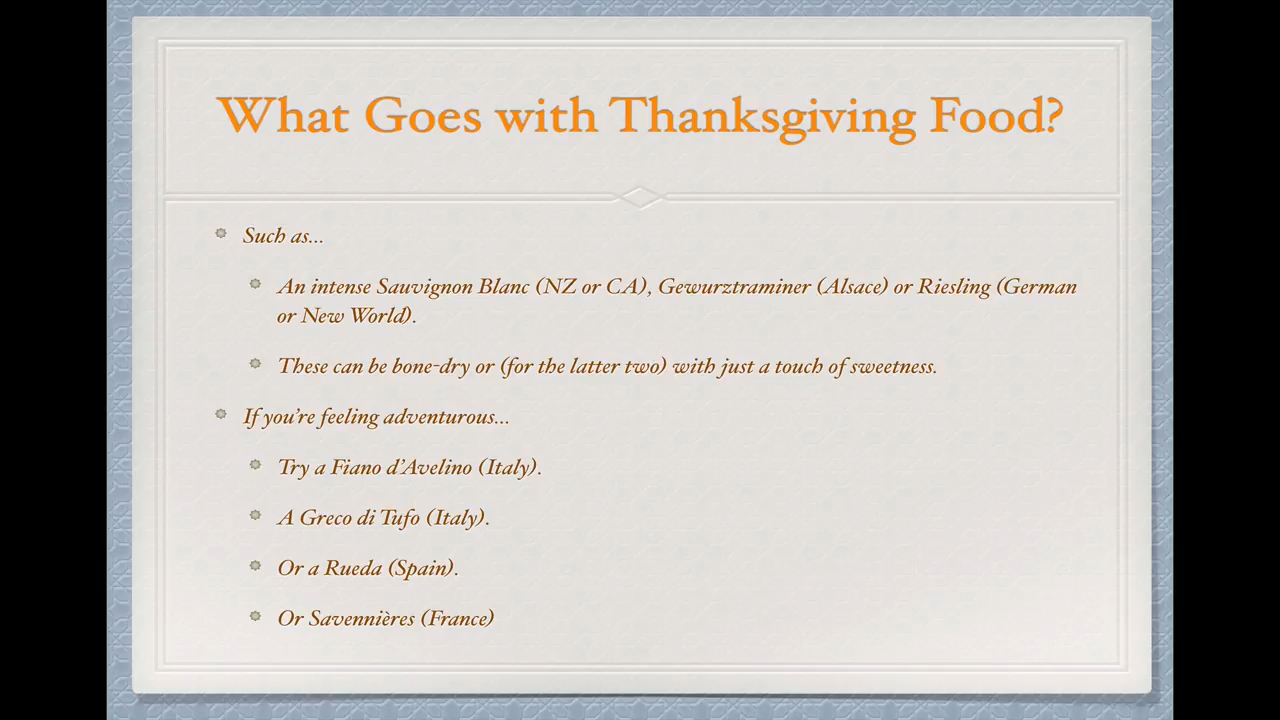 What Goes with Thanksgiving Food?
Such as...
An intense Sauvignon Blanc (NZ or CA), Gewurztraminer (Alsace) or Riesling (German
or New World).
These can be bone-dry or (for the latter two) with just a touch of sweetness.
If you’re feeling adventurous...
Try a Fiano d’Avelino (Italy).
A Greco di Tufo (Italy).
Or a Rueda (Spain).
Or Savennières (France)